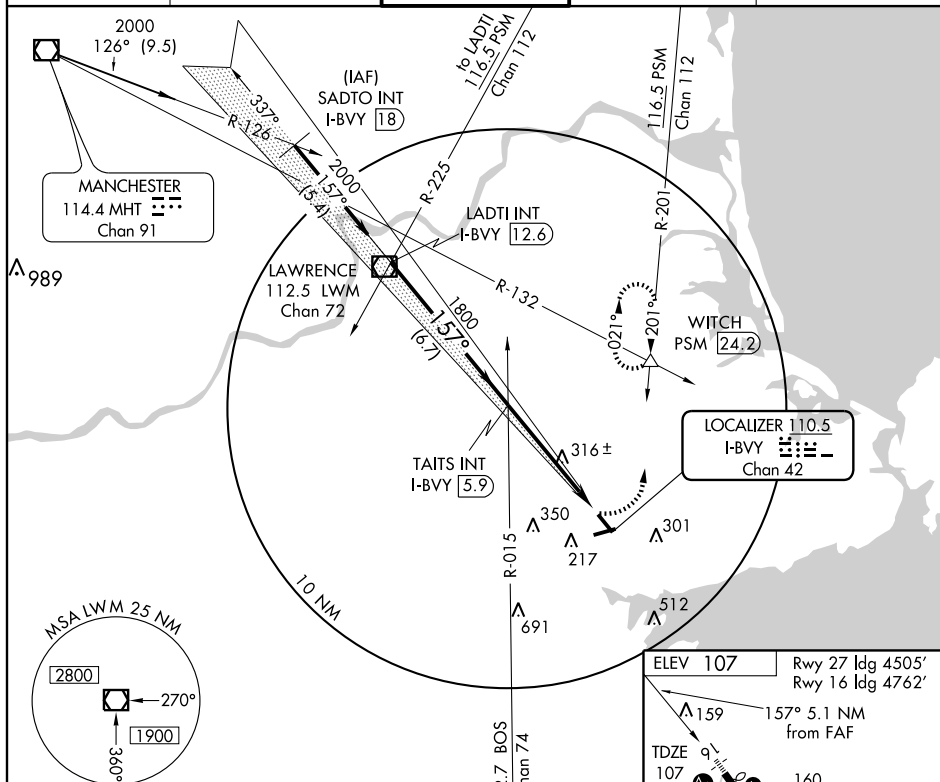 2000
126° (9.5)
(IAF)
SADTO INT
I-BVY 18
to LADTI
116.5 PSM
Chan 112
116.5 PSM
Chan 112
337°
R-126
2000
157°
(5.4)
R-225
R-201
MANCHESTER
114.4 MHT
Chan 91
LADTI INT
I-BVY 12.6
989
LAWRENCE
112.5 LWM
Chan 72
R-132
1800
157°
(6.7)
021°
201°
WITCH
PSM 24.2
TAITS INT
I-BVY 5.9
316 ±
LOCALIZER 110.5
I-BVY
Chan 42
350
217
301
R-015
10 NM
691
512
MSA LWM 25 NM
2800
270°
1900
360°
ELEV 107
Rwy 27 ldg 4505'
Rwy 16 ldg 4762'
159
157° 5.1 NM
from FAF
TDZE
107
160
.7 BOS
han 74